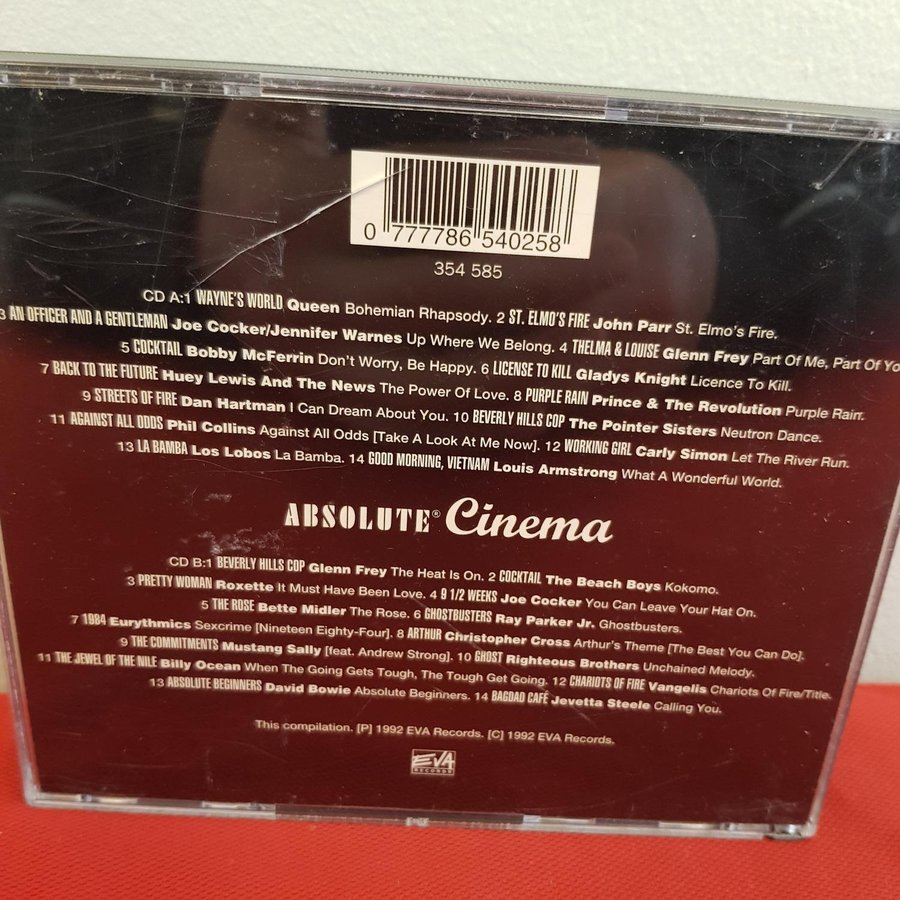 0 777786 540258
354 585
CD A:1 WAYNE'S WORLD Queen Bohemian Rhapsody. 2 ST. ELMO'S FIRE John Parr St. Elmo's Fire.
3 AN OFFICER AND A GENTLEMAN Joe Cocker/Jennifer Warnes Up Where We Belong. 4 THELMA & LOUISE Glenn Frey Part Of Me, Part Of Yo
5 COCKTAIL Bobby McFerrin Don't Worry, Be Happy. 6 LICENSE TO KILL Gladys Knight Licence To Kill.
7 BACK TO THE FUTURE Huey Lewis And The News The Power Of Love. 8 PURPLE RAIN Prince & The Revolution Purple Rain.
9 STREETS OF FIRE Dan Hartman I Can Dream About You. 10 BEVERLY HILLS COP The Pointer Sisters Neutron Dance.
11 AGAINST ALL ODDS Phil Collins Against All Odds [Take A Look At Me Now]. 12 WORKING GIRL Carly Simon Let The River Run.
13 LA BAMBA Los Lobos La Bamba. 14 GOOD MORNING, VIETNAM Louis Armstrong What A Wonderful World.
ABSOLUTE® Cinema
CD B:1 BEVERLY HILLS COP Glenn Frey The Heat Is On. 2 COCKTAIL The Beach Boys Kokomo.
3 PRETTY WOMAN Roxette It Must Have Been Love. 4 9 1/2 WEEKS Joe Cocker You Can Leave Your Hat On.
5 THE ROSE Bette Midler The Rose. 6 GHOSTBUSTERS Ray Parker Jr. Ghostbusters.
7 1984 Eurythmics Sexcrime [Nineteen Eighty-Four]. 8 ARTHUR Christopher Cross Arthur's Theme [The Best You Can Do].
9 THE COMMITMENTS Mustang Sally [feat. Andrew Strong]. 10 GHOST Righteous Brothers Unchained Melody.
11 THE JEWEL OF THE NILE Billy Ocean When The Going Gets Tough, The Tough Get Going. 12 CHARIOTS OF FIRE Vangelis Chariots Of Fire/Title.
13 ABSOLUTE BEGINNERS David Bowie Absolute Beginners. 14 BAGDAD CAFÉ Jevetta Steele Calling You.
This compilation. [P] 1992 EVA Records. [C] 1992 EVA Records.
EVA
RECORDS